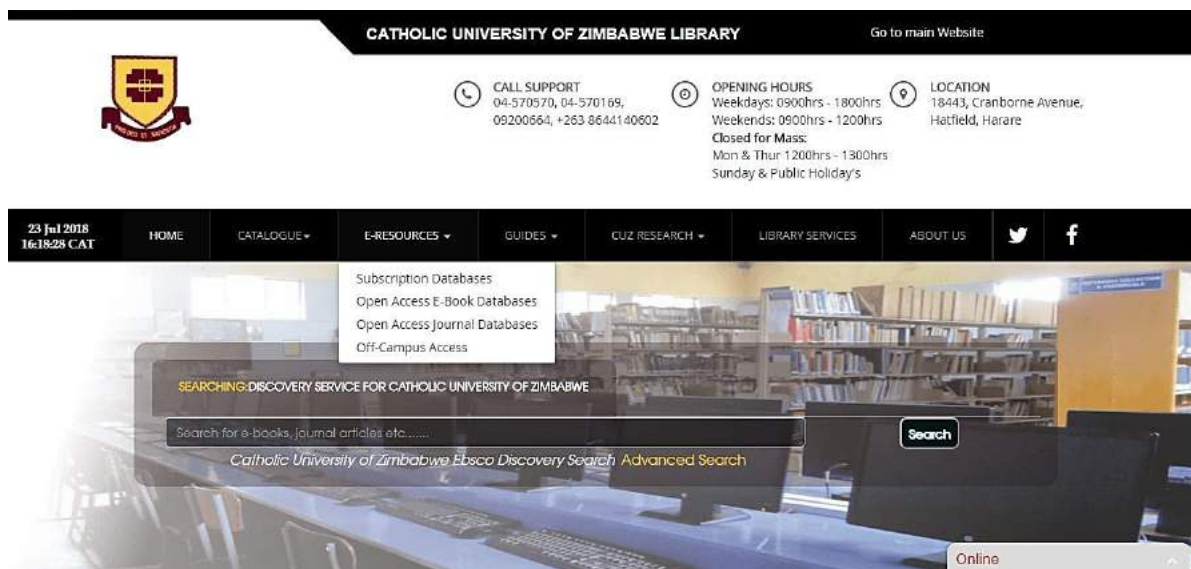 CATHOLIC UNIVERSITY OF ZIMBABWE LIBRARY
Go to main Website
CALL SUPPORT
04-570570, 04-570169,
09200664, +263 8644140602
OPENING HOURS
Weekdays: 0900hrs - 1800hrs
Weekends: 0900hrs - 1200hrs
Closed for Mass:
Mon & Thur 1200hrs - 1300hrs
Sunday & Public Holiday's
LOCATION
18443, Cranborne Avenue,
Hatfield, Harare
23 Jul 2018
16:18:28 CAT
HOME
CATALOGUE
E-RESOURCES
GUIDES
CUZ RESEARCH
LIBRARY SERVICES
ABOUT US
Subscription Databases
Open Access E-Book Databases
Open Access Journal Databases
Off-Campus Access
SEARCHING:DISCOVERY SERVICE FOR CATHOLIC UNIVERSITY OF ZIMBABWE
Search for e-books, journal articles etc.......
Search
Catholic University of Zimbabwe Ebsco Discovery Search Advanced Search
Online